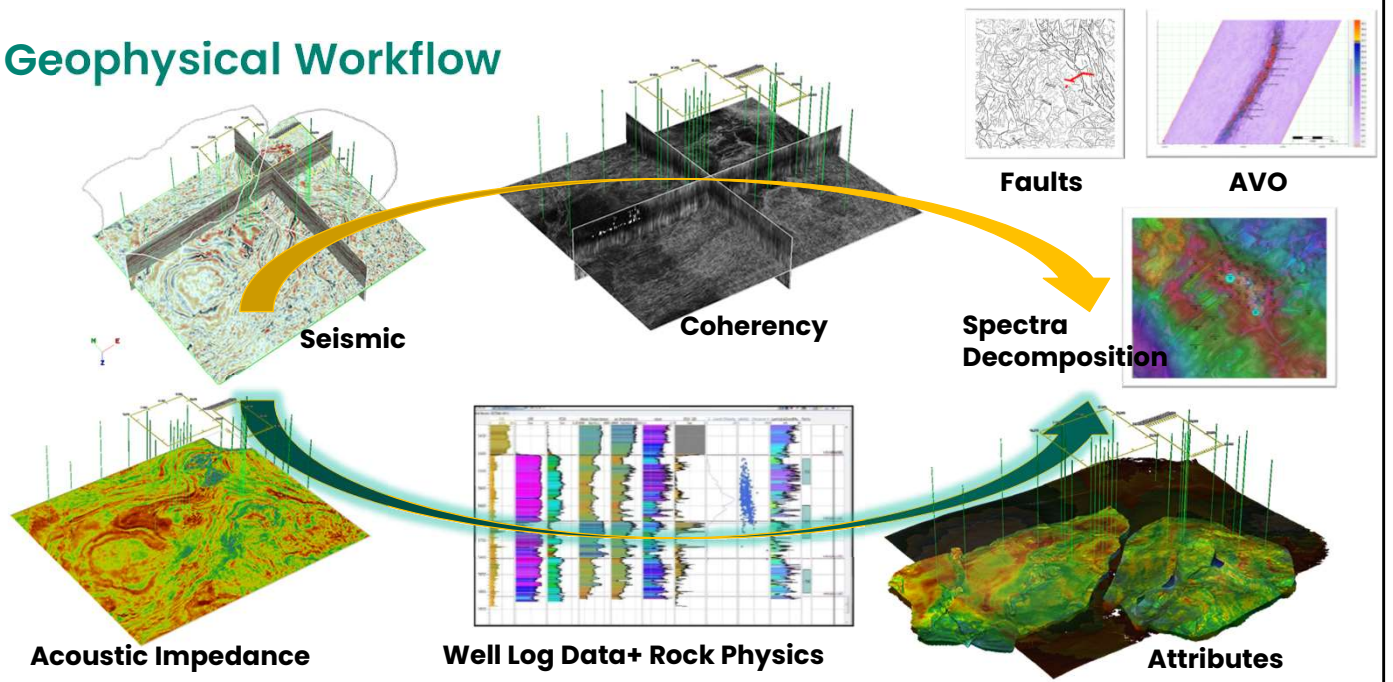 Geophysical Workflow
Faults
AVO
Seismic
Coherency
Spectra
Decomposition
N
E
Z
Acoustic Impedance
Well Log Data+ Rock Physics
Attributes